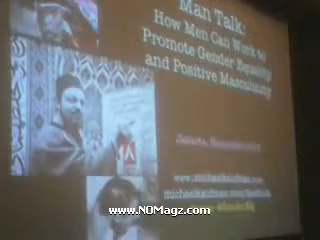 Man Talk:
How Men Can Work to
Promote Gender Equality
and Positive Masculinity
Jakarta,
www.michaelkaufman.com
www.N0Magz.com